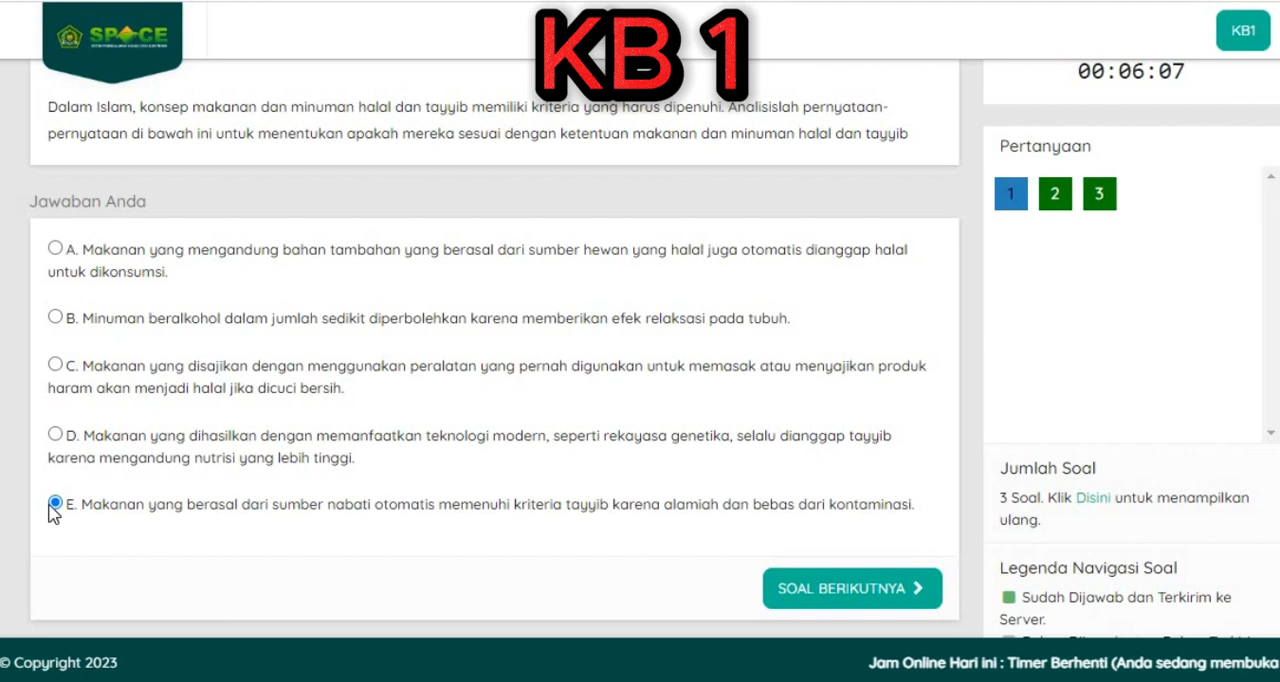 SPACE
KB 1
KB1
00:06:07
Dalam Islam, konsep makanan dan minuman halal dan tayyib memiliki kriteria yang harus dipenuhi. Analisislah pernyataan-
pernyataan di bawah ini untuk menentukan apakah mereka sesuai dengan ketentuan makanan dan minuman halal dan tayyib
Pertanyaan
1 2 3
Jawaban Anda
A. Makanan yang mengandung bahan tambahan yang berasal dari sumber hewan yang halal juga otomatis dianggap halal
untuk dikonsumsi.
B. Minuman beralkohol dalam jumlah sedikit diperbolehkan karena memberikan efek relaksasi pada tubuh.
C. Makanan yang disajikan dengan menggunakan peralatan yang pernah digunakan untuk memasak atau menyajikan produk
haram akan menjadi halal jika dicuci bersih.
D. Makanan yang dihasilkan dengan memanfaatkan teknologi modern, seperti rekayasa genetika, selalu dianggap tayyib
karena mengandung nutrisi yang lebih tinggi.
E. Makanan yang berasal dari sumber nabati otomatis memenuhi kriteria tayyib karena alamiah dan bebas dari kontaminasi.
SOAL BERIKUTNYA
Jumlah Soal
3 Soal. Klik Disini untuk menampilkan
ulang.
Legenda Navigasi Soal
Sudah Dijawab dan Terkirim ke
Server.
© Copyright 2023
Jam Online Hari ini : Timer Berhenti (Anda sedang membuka